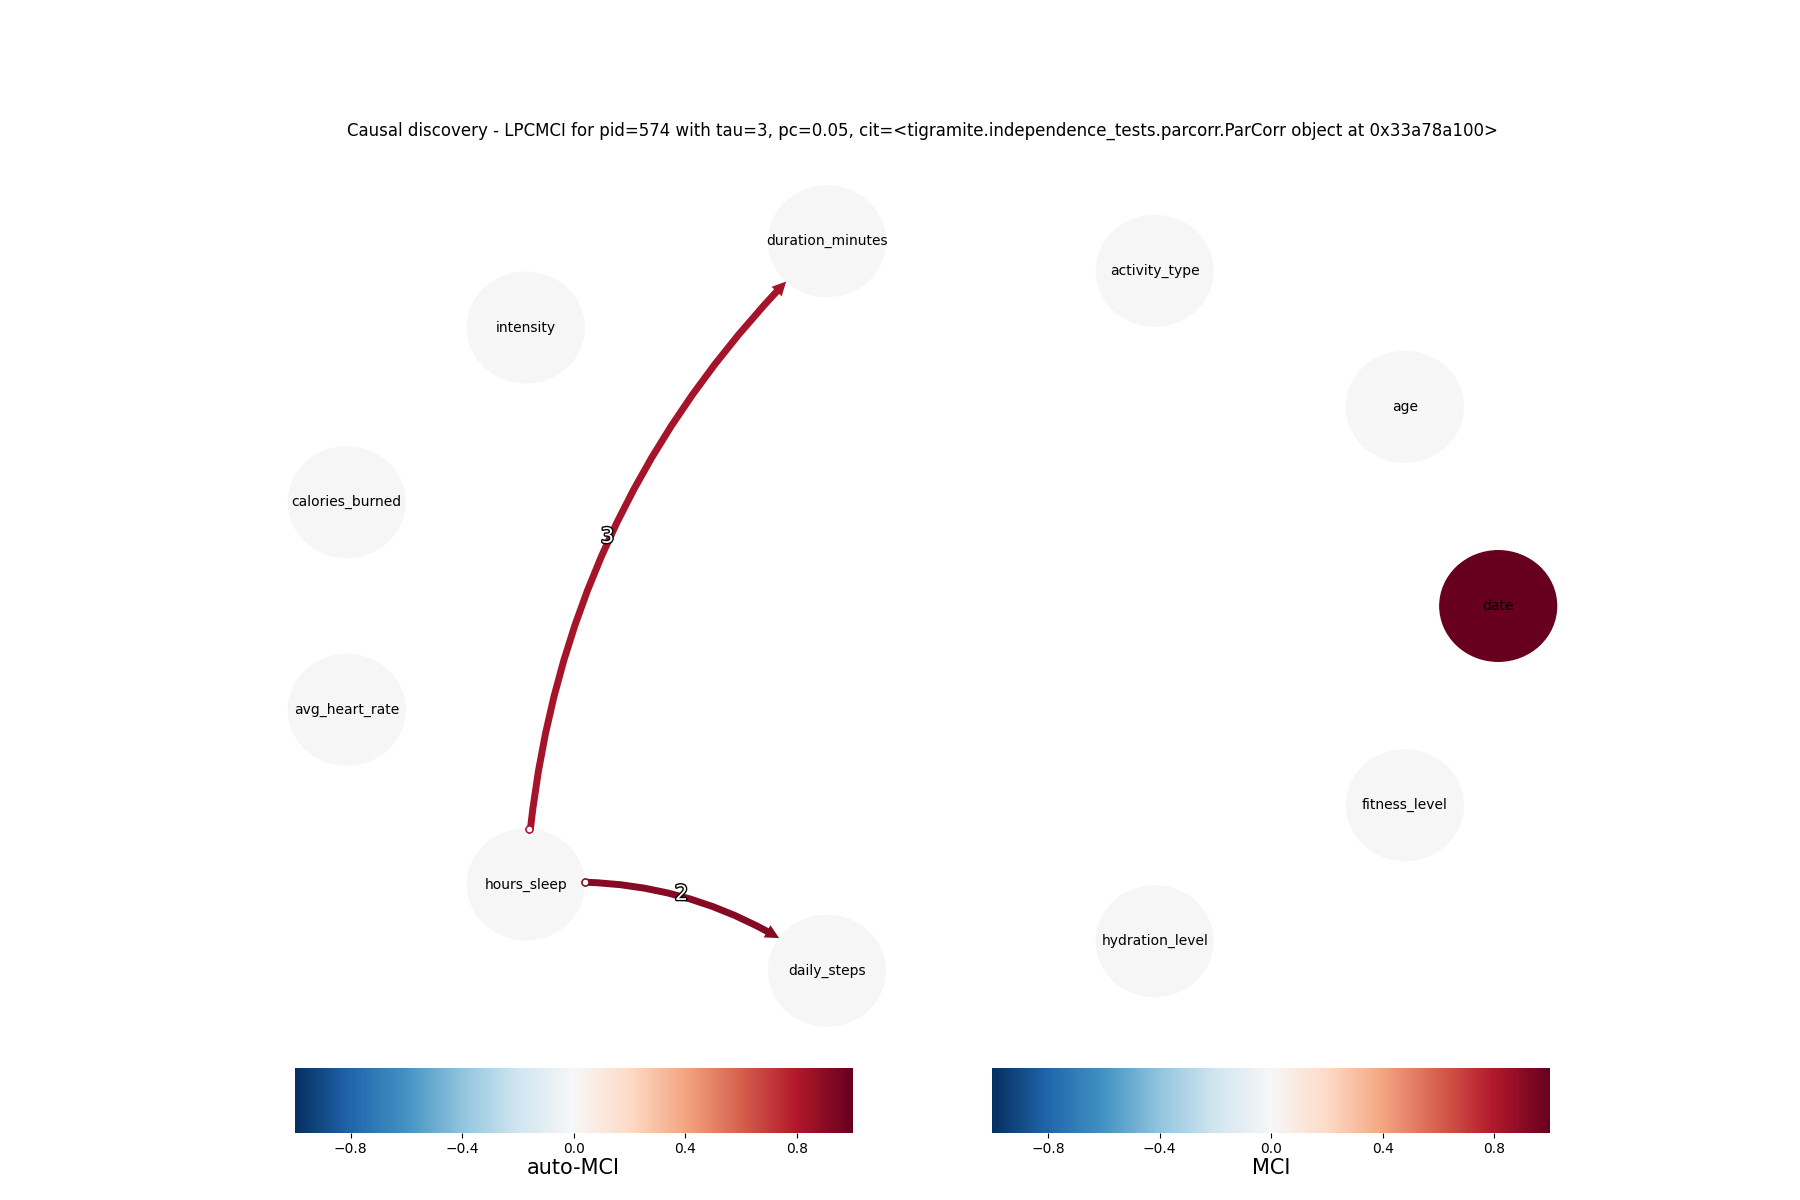 Causal discovery - LPCMCI for pid=574 with tau=3, pc=0.05, cit=<tigramite.independence_tests.parcorr.ParCorr object at 0x33a78a100>
duration_minutes
activity_type
intensity
age
calories_burned
3
date
avg_heart_rate
fitness_level
hours_sleep
2
hydration_level
daily_steps
−0.8 −0.4 0.0 0.4 0.8
auto-MCI
−0.8 −0.4 0.0 0.4 0.8
MCI